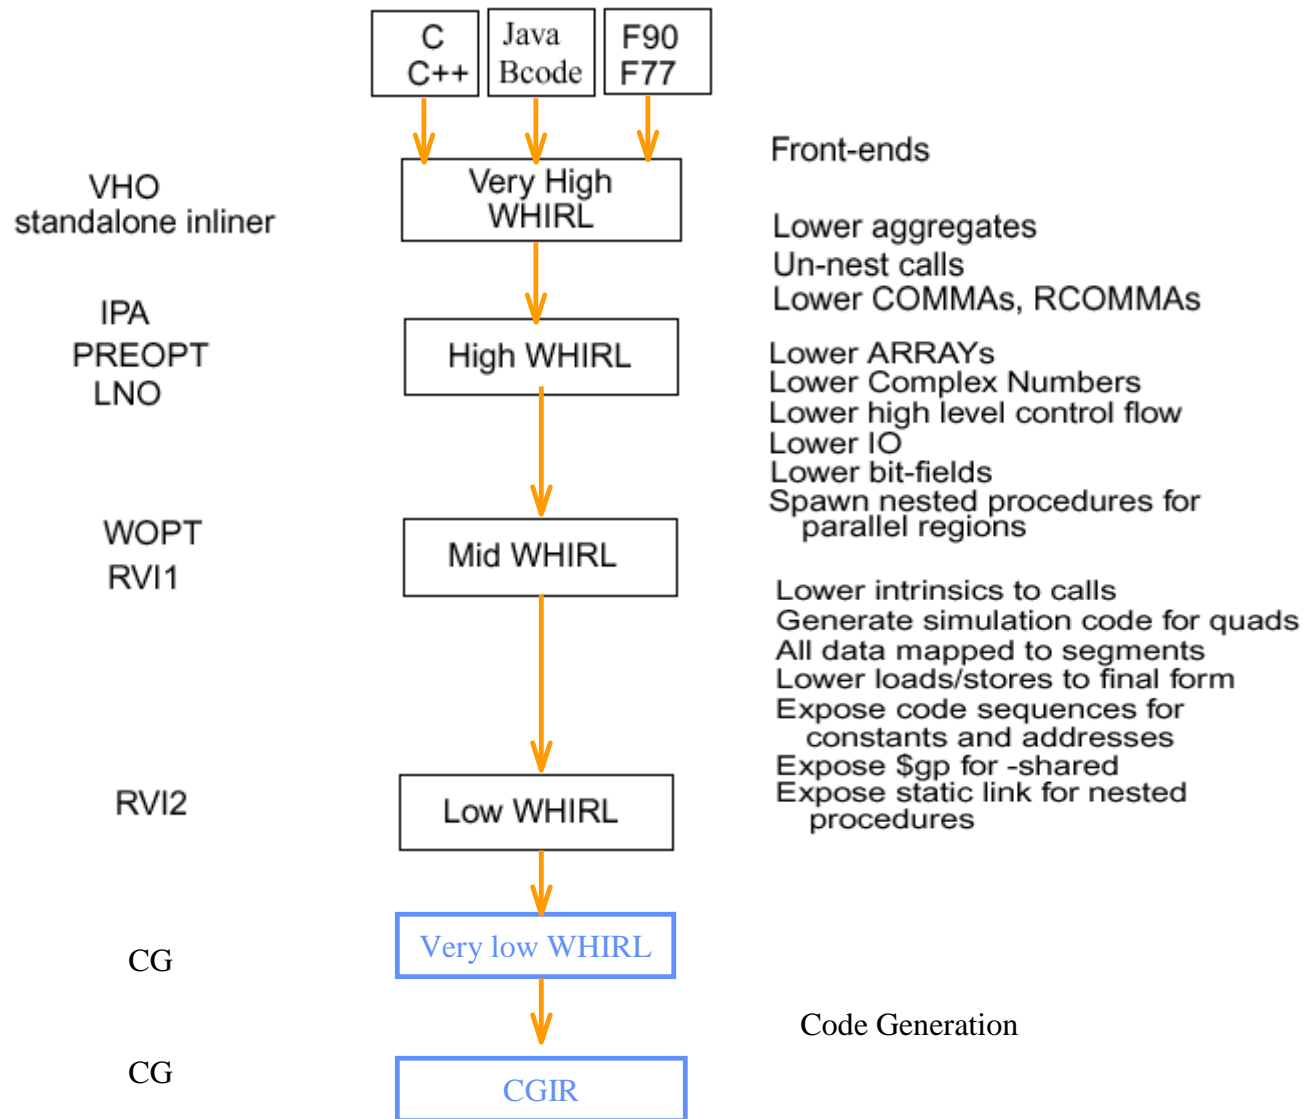 C
C++
Java
Bcode
F90
F77
Front-ends
VHO
standalone inliner
Very High
WHIRL
Lower aggregates
Un-nest calls
Lower COMMAs, RCOMMAs
IPA
PREOPT
LNO
High WHIRL
Lower ARRAYs
Lower Complex Numbers
Lower high level control flow
Lower IO
Lower bit-fields
Spawn nested procedures for
parallel regions
WOPT
RVI1
Mid WHIRL
Lower intrinsics to calls
Generate simulation code for quads
All data mapped to segments
Lower loads/stores to final form
Expose code sequences for
constants and addresses
Expose $gp for -shared
Expose static link for nested
procedures
RVI2
Low WHIRL
CG
Very low WHIRL
Code Generation
CG
CGIR